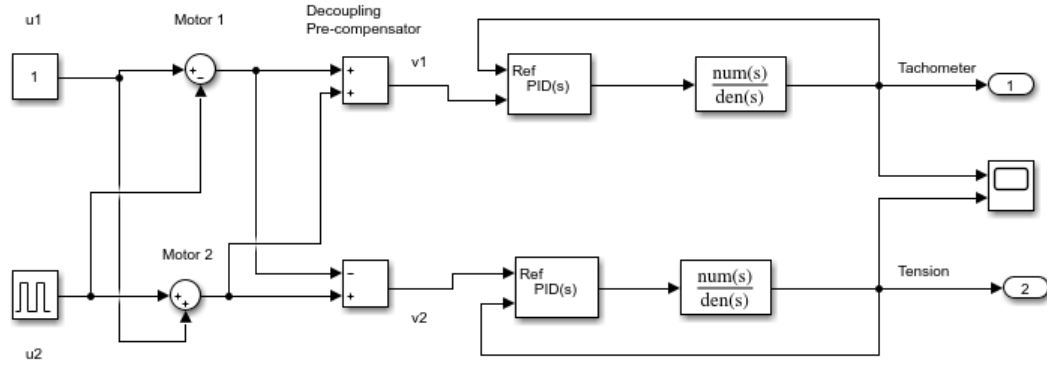 u1
Motor 1
Decoupling
Pre-compensator
1
+
−
+
+
v1
Ref
PID(s)
num(s)
den(s)
Tachometer
1
Motor 2
+
+
−
+
v2
Ref
PID(s)
num(s)
den(s)
Tension
2
u2